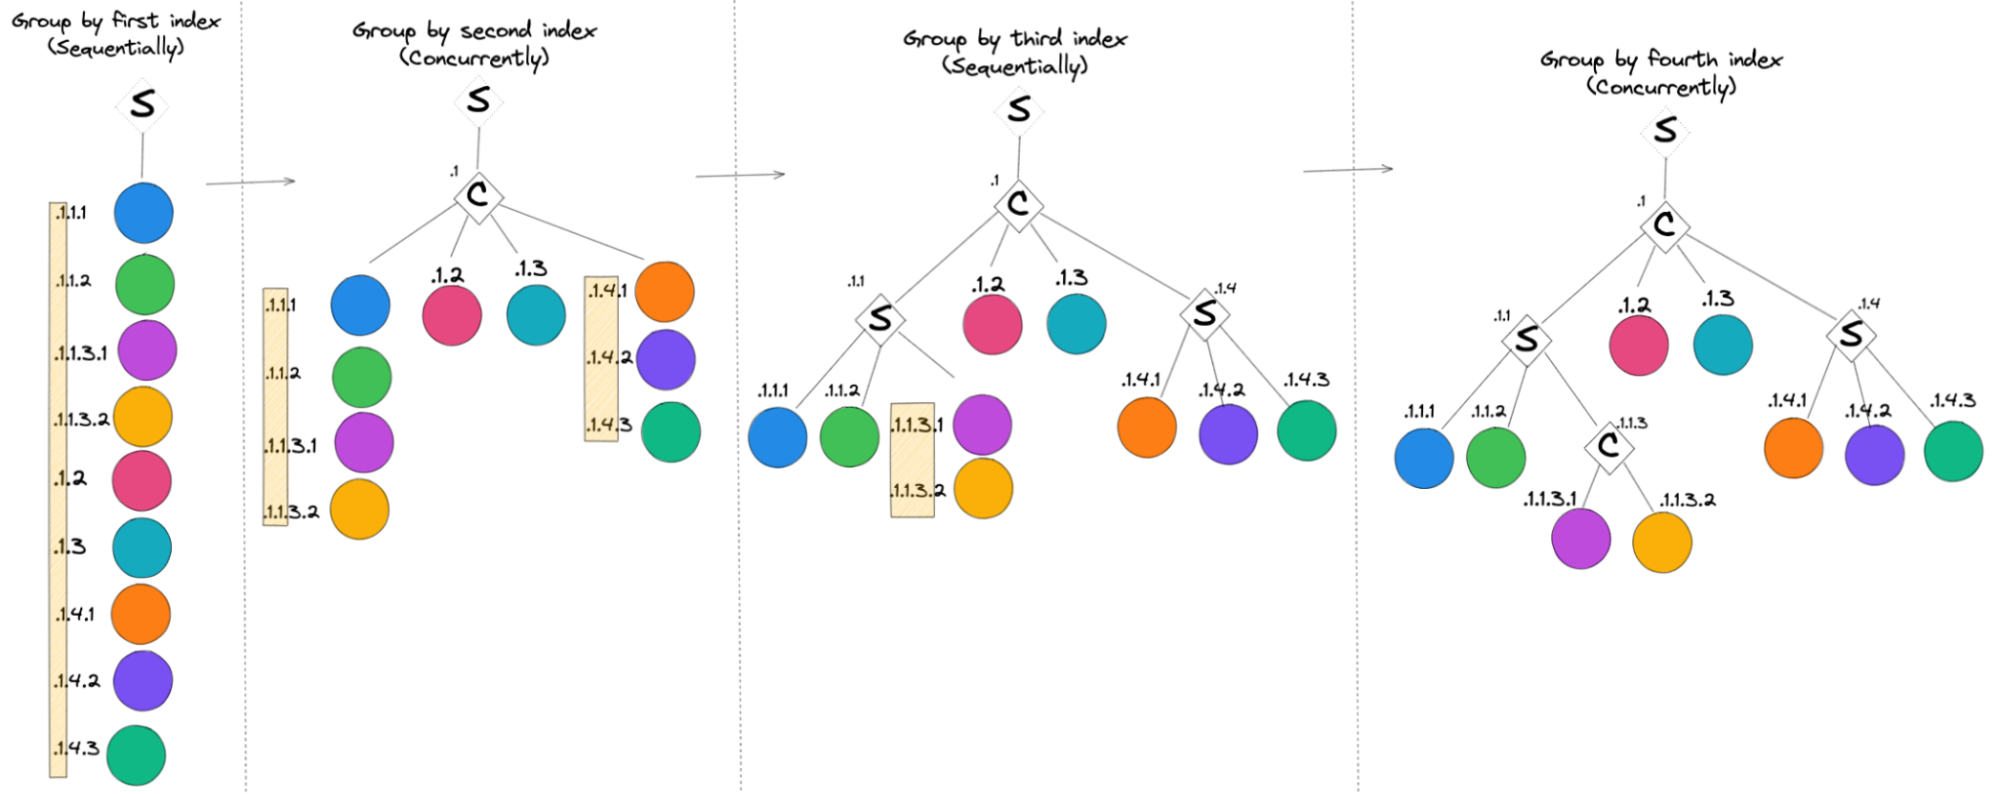 Group by first index
(Sequentially)
S
.1.1.1
.1.1.2
.1.1.3.1
.1.1.3.2
.1.2
.1.3
.1.4.1
.1.4.2
.1.4.3
Group by second index
(Concurrently)
S
.1
C
.1.2
.1.3
.1.1.1
.1.1.2
.1.1.3.1
.1.1.3.2
.1.4.1
.1.4.2
.1.4.3
Group by third index
(Sequentially)
S
.1
C
.1.1
S
.1.2
.1.3
.1.4
S
.1.1.1
.1.1.2
.1.1.3.1
.1.1.3.2
.1.4.1
.1.4.2
.1.4.3
Group by fourth index
(Concurrently)
S
.1
C
.1.1
S
.1.2
.1.3
.1.4
S
.1.1.1
.1.1.2
.1.1.3
C
.1.1.3.1
.1.1.3.2
.1.4.1
.1.4.2
.1.4.3